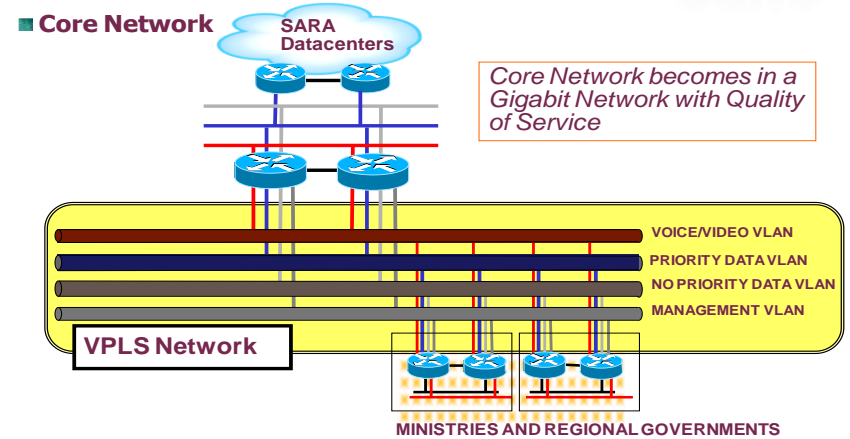 Core Network
SARA
Datacenters
Core Network becomes in a
Gigabit Network with Quality
of Service
VOICE/VIDEO VLAN
PRIORITY DATA VLAN
NO PRIORITY DATA VLAN
MANAGEMENT VLAN
VPLS Network
MINISTRIES AND REGIONAL GOVERNMENTS